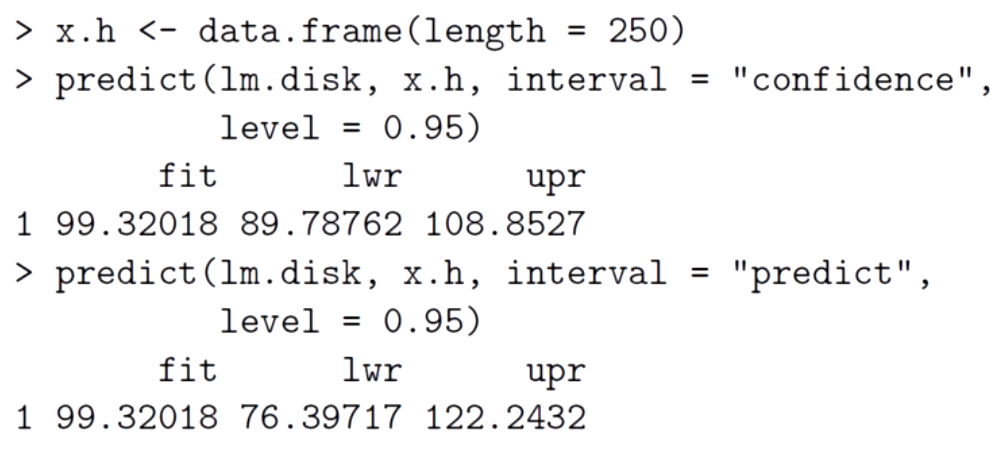 > x.h <- data.frame(length = 250)
> predict(lm.disk, x.h, interval = "confidence",
level = 0.95)
fit lwr upr
1 99.32018 89.78762 108.8527
> predict(lm.disk, x.h, interval = "predict",
level = 0.95)
fit lwr upr
1 99.32018 76.39717 122.2432